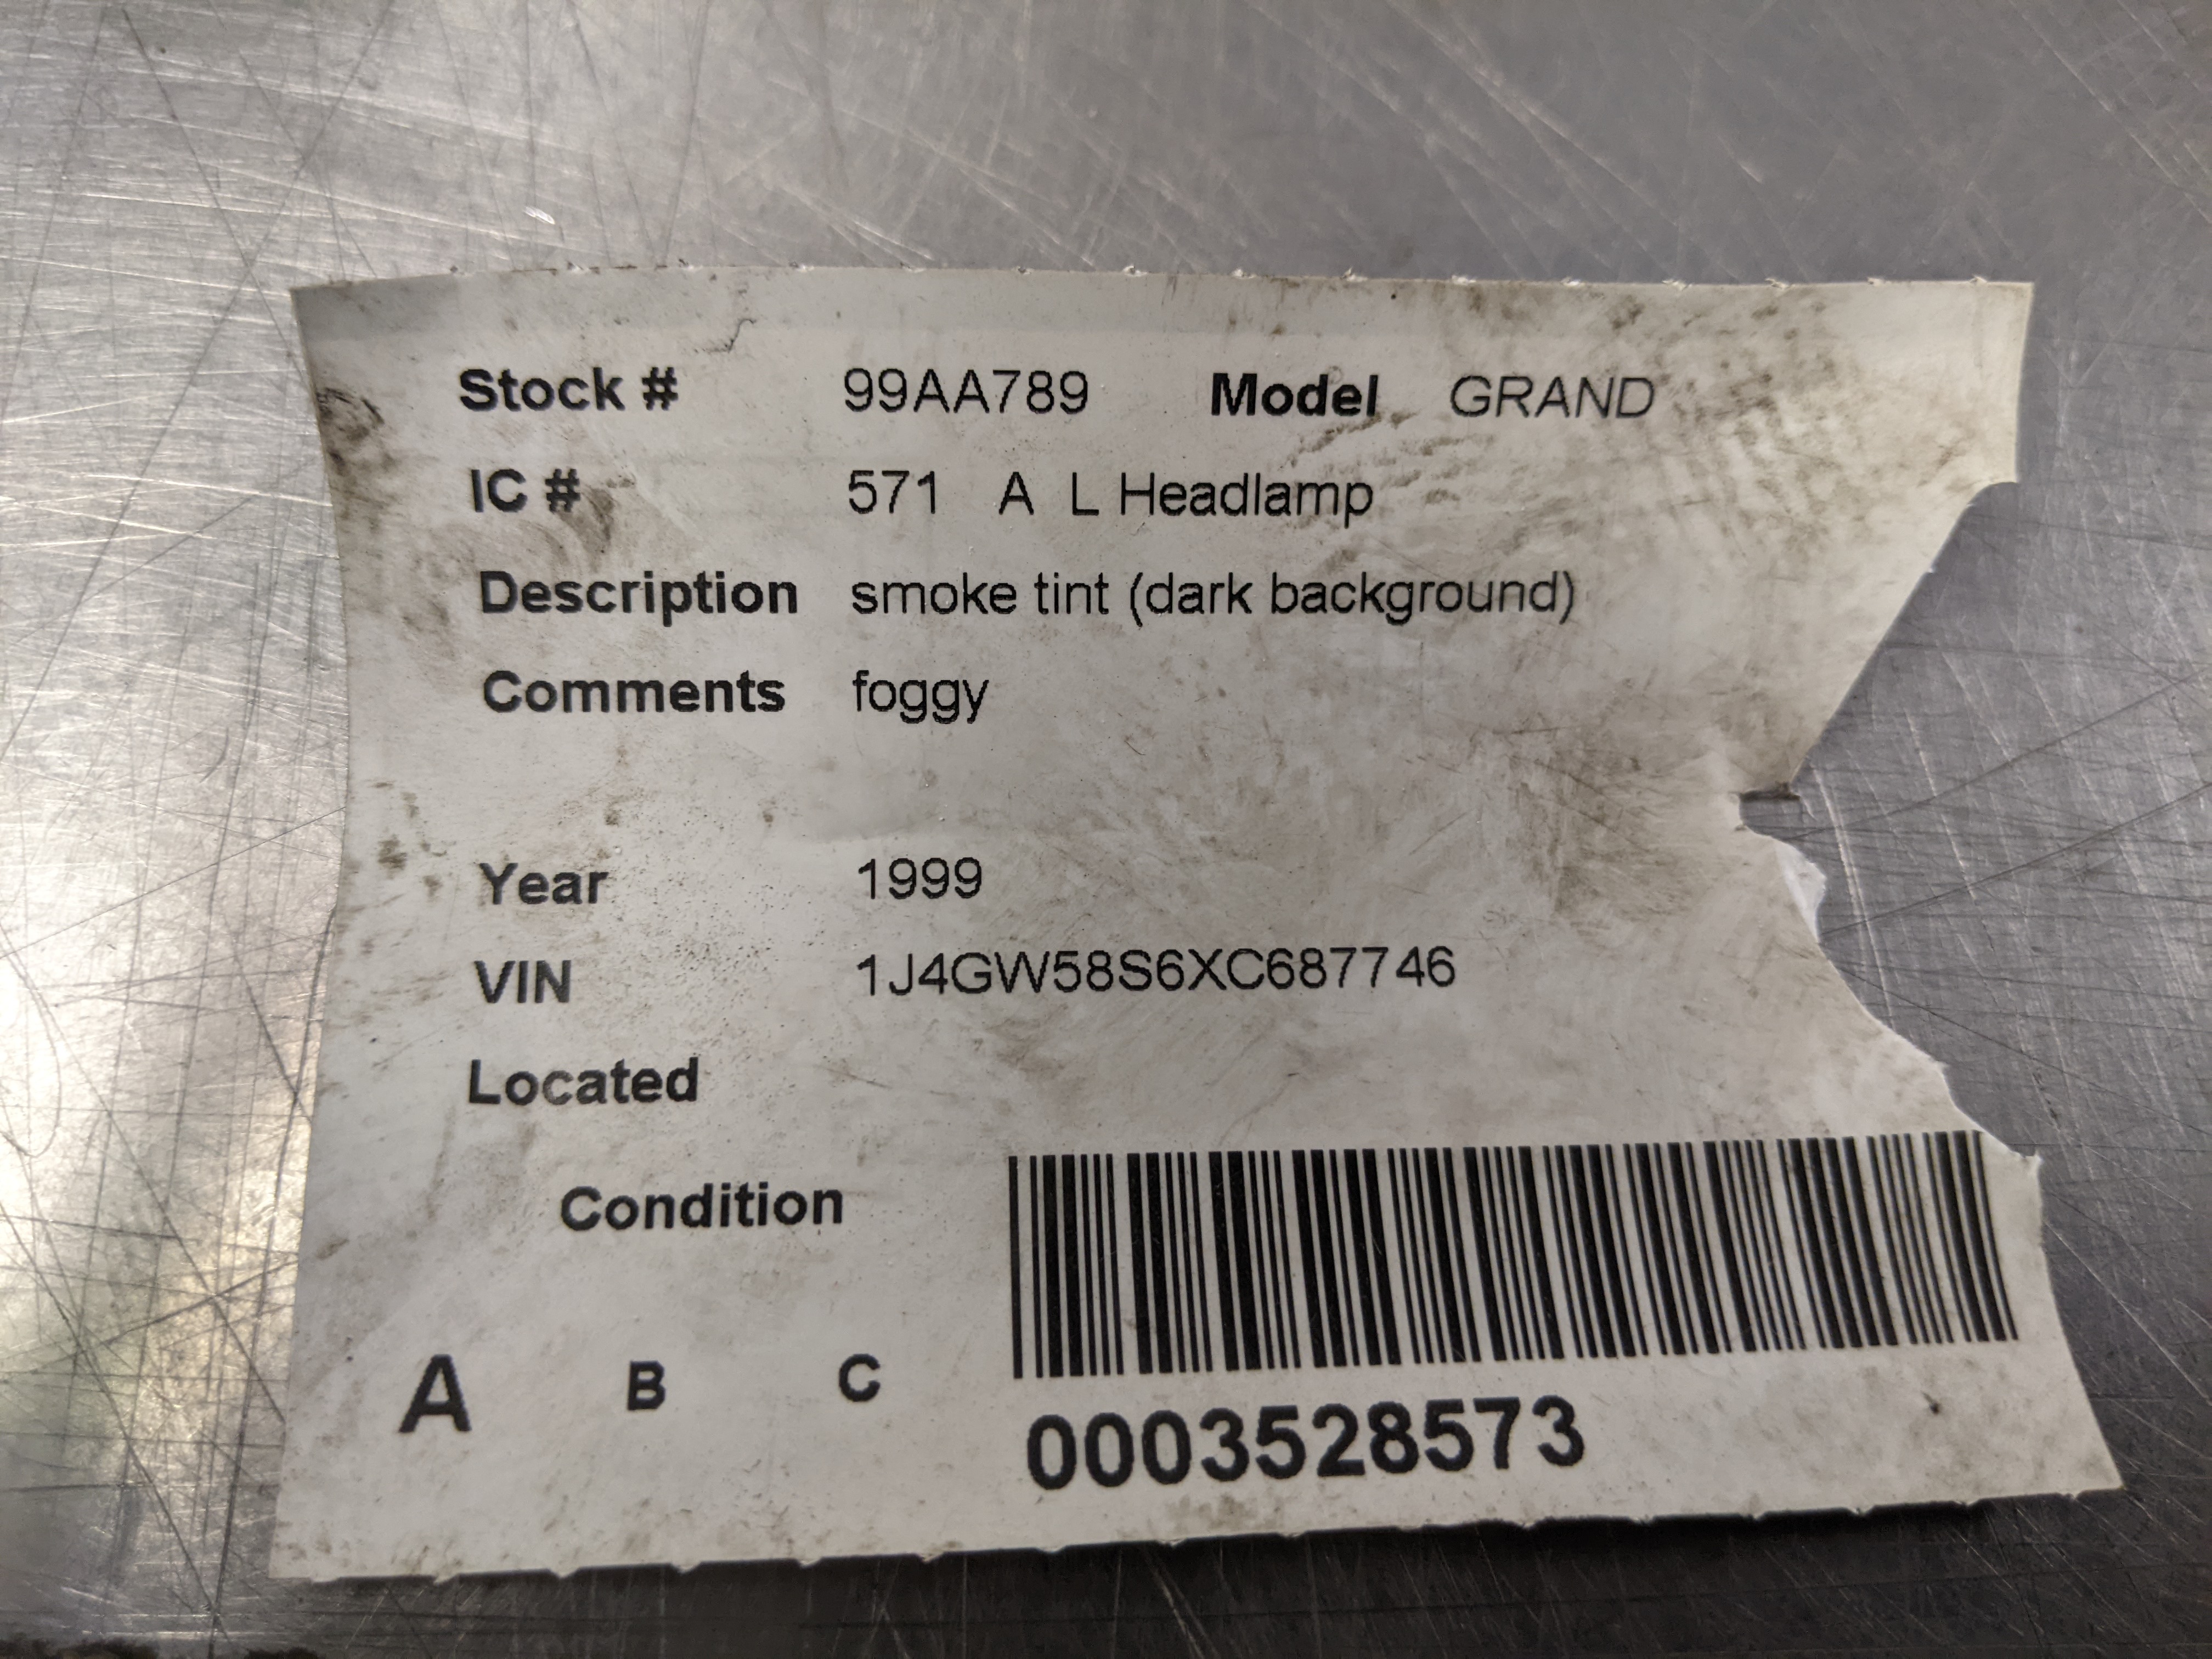 Stock # 99AA789 Model GRAND
IC # 571 A L Headlamp
Description smoke tint (dark background)
Comments foggy
Year 1999
VIN 1J4GW58S6XC687746
Located
Condition
A B C
0003528573